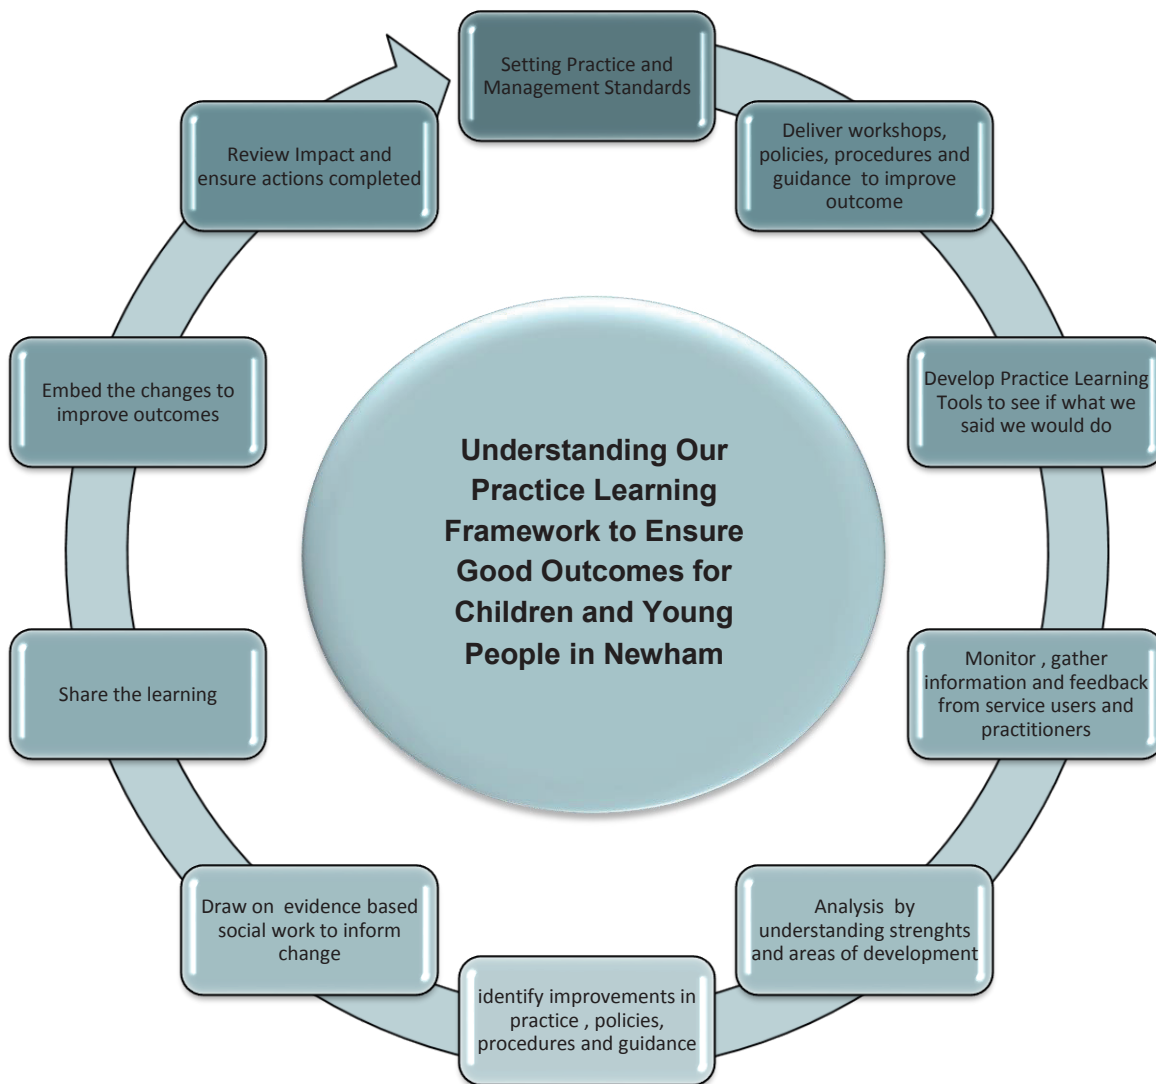 Setting Practice and
Management Standards
Deliver workshops,
policies, procedures and
guidance to improve
outcome
Develop Practice Learning
Tools to see if what we
said we would do
Monitor , gather
information and feedback
from service users and
practitioners
Analysis by
understanding strenghts
and areas of development
identify improvements in
practice , policies,
procedures and guidance
Draw on evidence based
social work to inform
change
Share the learning
Embed the changes to
improve outcomes
Review Impact and
ensure actions completed
Understanding Our
Practice Learning
Framework to Ensure
Good Outcomes for
Children and Young
People in Newham